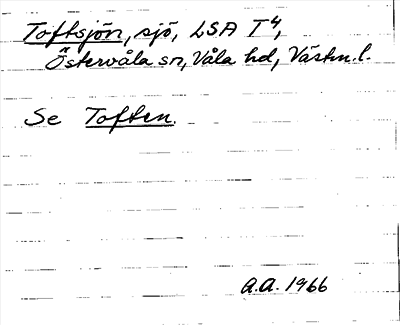 Toftsjön, sjö, LSA T4,
Östervåla sn, Våla hd, Västm. l.
Se Toften.
A.A. 1966